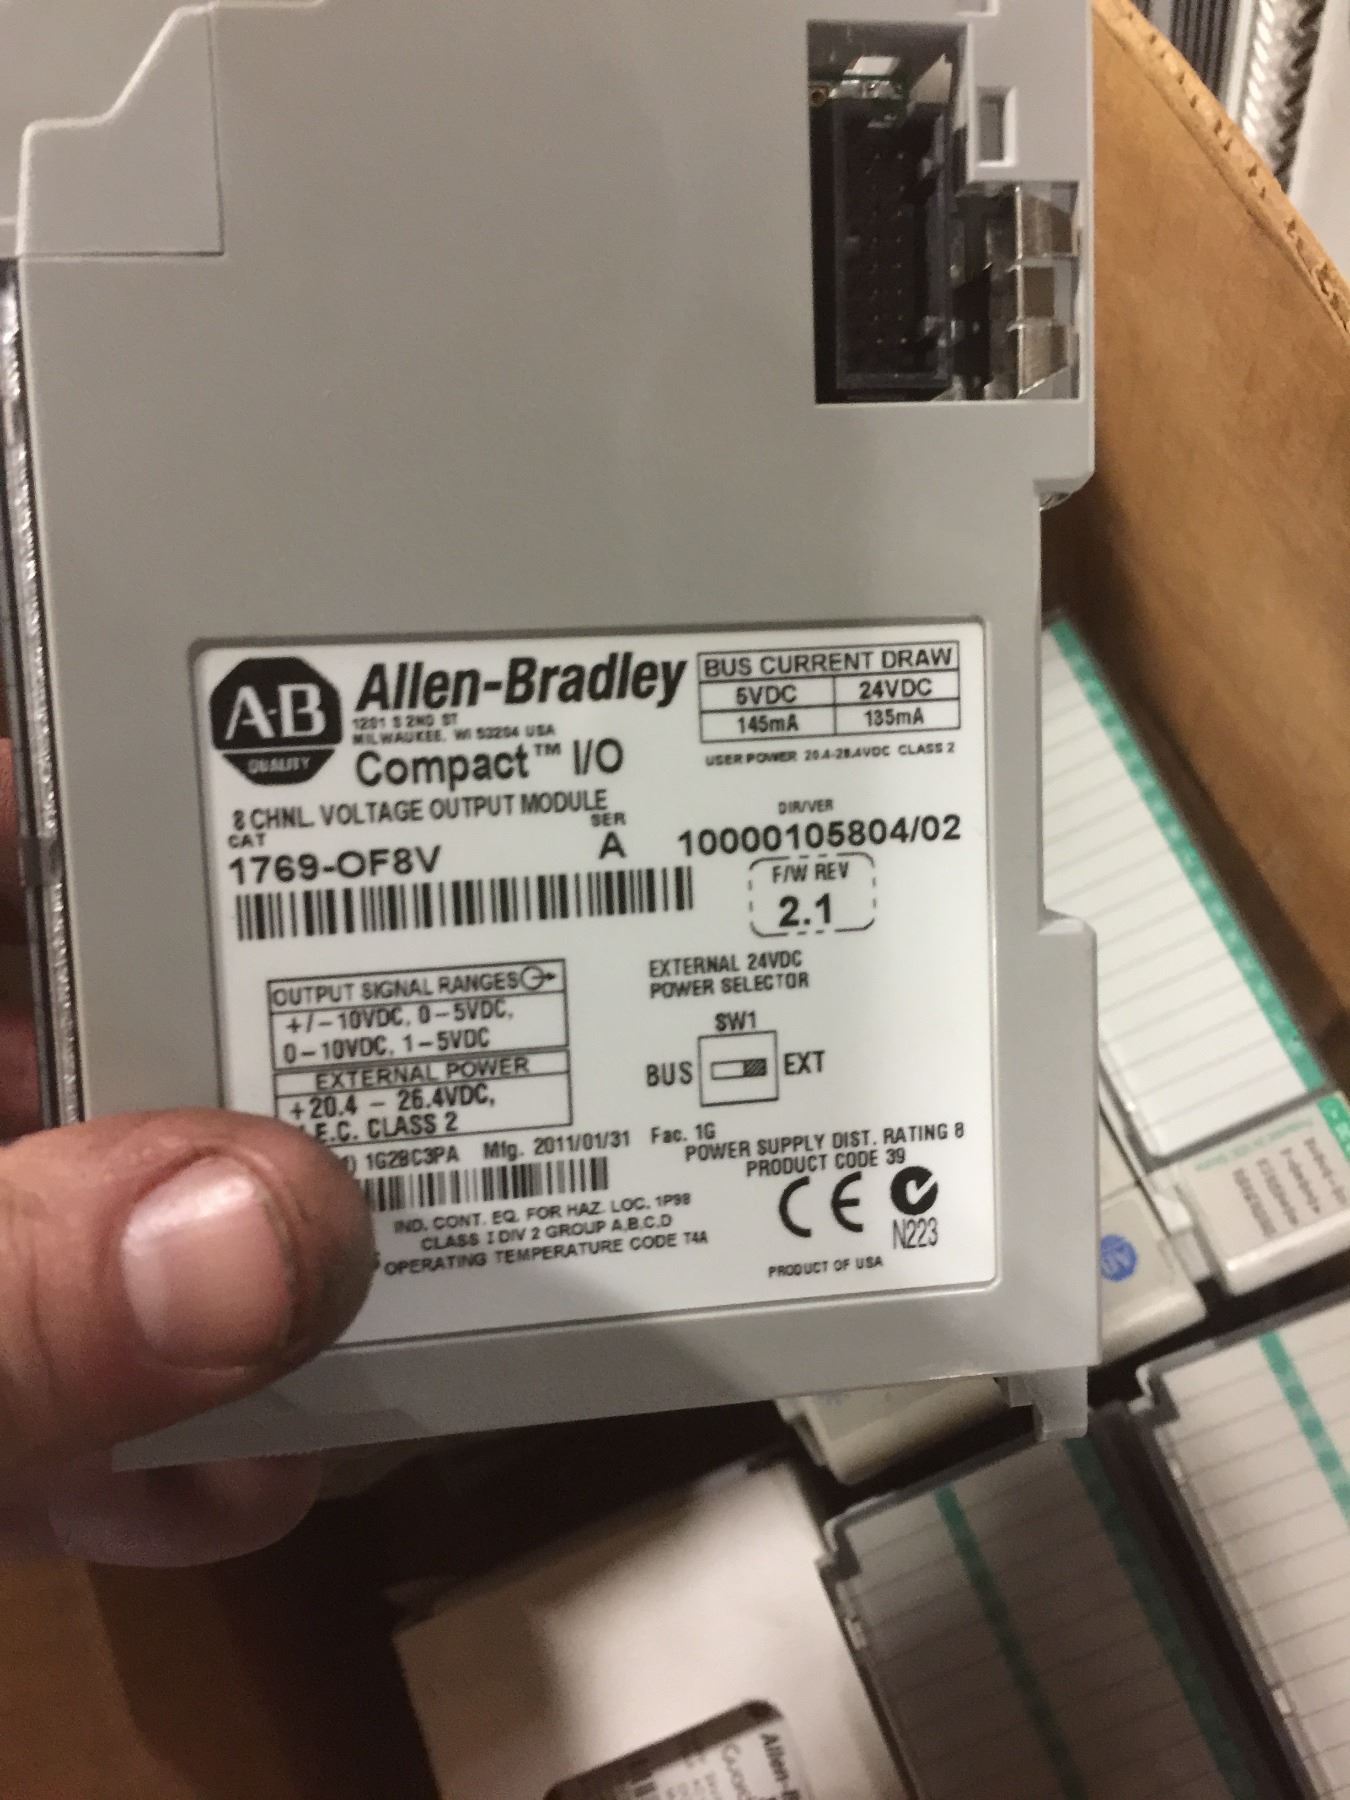 A-B
QUALITY
Allen-Bradley
1201 S 2ND ST
MILWAUKEE, WI 53204 USA
Compact™ I/O
BUS CURRENT DRAW
5VDC 24VDC
145mA 135mA
USER POWER 20.4-26.4VDC CLASS 2
8 CHNL. VOLTAGE OUTPUT MODULE
CAT SER DIR/VER
1769-OF8V A 10000105804/02
F/W REV
2.1
OUTPUT SIGNAL RANGES
+/-10VDC, 0-5VDC,
0-10VDC, 1-5VDC
EXTERNAL POWER
+20.4 - 26.4VDC,
E.C. CLASS 2
EXTERNAL 24VDC
POWER SELECTOR
SW1
BUS EXT
1G2BC3PA Mfg. 2011/01/31 Fac. 1G
POWER SUPPLY DIST. RATING 8
PRODUCT CODE 39
IND. CONT. EQ. FOR HAZ. LOC. 1P98
CLASS I DIV 2 GROUP A,B,C,D
OPERATING TEMPERATURE CODE T4A
CE
N223
PRODUCT OF USA
AB
Allen-B